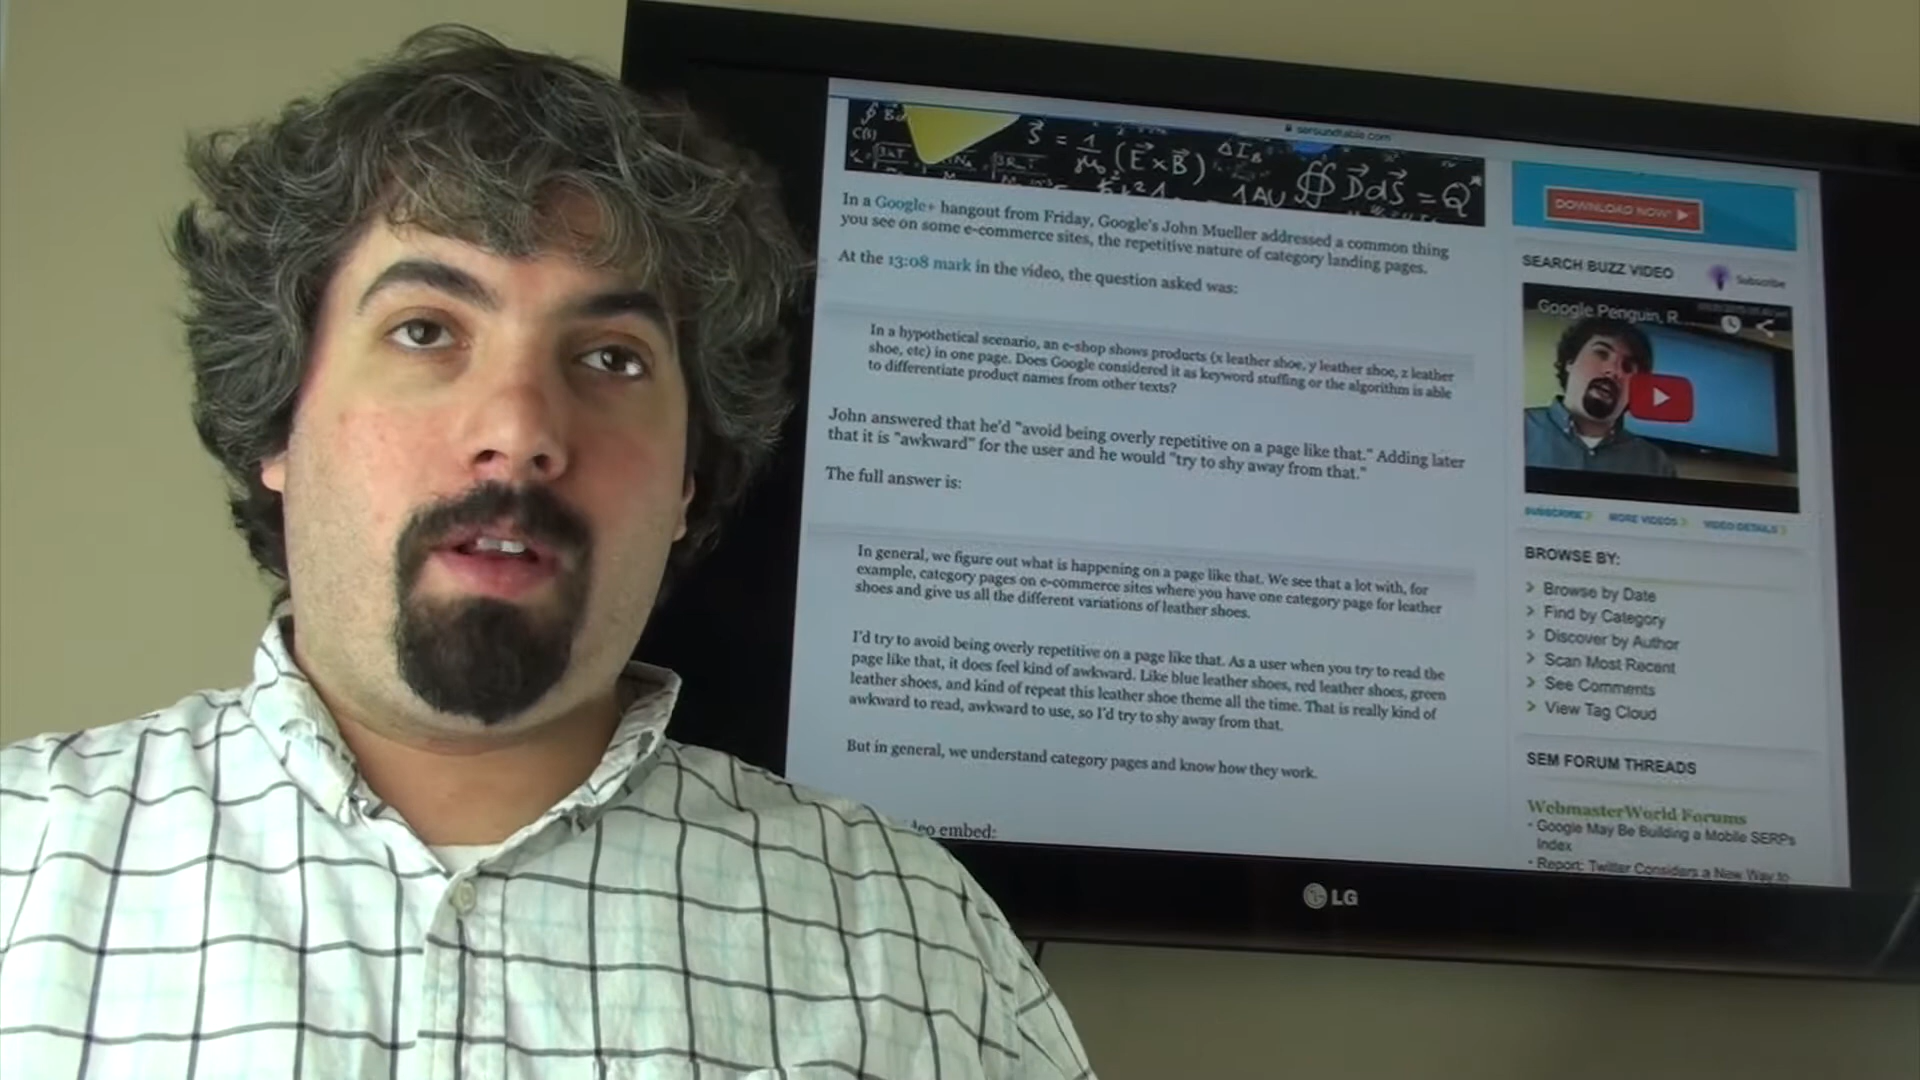 seroundtable.com
In a Google+ hangout from Friday, Google's John Mueller addressed a common thing
you see on some e-commerce sites, the repetitive nature of category landing pages.
At the 13:08 mark in the video, the question asked was:
In a hypothetical scenario, an e-shop shows products (x leather shoe, y leather shoe, z leather
shoe, etc) in one page. Does Google considered it as keyword stuffing or the algorithm is able
to differentiate product names from other texts?
John answered that he'd "avoid being overly repetitive on a page like that." Adding later
that it is "awkward" for the user and he would "try to shy away from that."
The full answer is:
In general, we figure out what is happening on a page like that. We see that a lot with, for
example, category pages on e-commerce sites where you have one category page for leather
shoes and give us all the different variations of leather shoes.
I'd try to avoid being overly repetitive on a page like that. As a user when you try to read the
page like that, it does feel kind of awkward. Like blue leather shoes, red leather shoes, green
leather shoes, and kind of repeat this leather shoe theme all the time. That is really kind of
awkward to read, awkward to use, so I'd try to shy away from that.
But in general, we understand category pages and know how they work.
embed:
DOWNLOAD NOW!
SEARCH BUZZ VIDEO
Subscribe
Google Penguin, R...
SUBSCRIBE
MORE VIDEOS
VIDEO DETAILS
BROWSE BY:
> Browse by Date
> Find by Category
> Discover by Author
> Scan Most Recent
> See Comments
> View Tag Cloud
SEM FORUM THREADS
WebmasterWorld Forums
• Google May Be Building a Mobile SERPs
Index
• Report: Twitter Considers a New Way to
LG